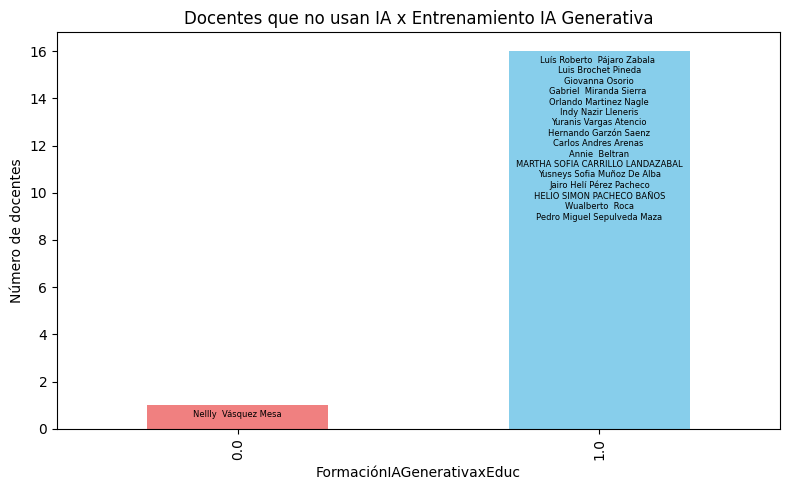 Docentes que no usan IA x Entrenamiento IA Generativa
16
14
12
10
8
6
4
2
0
Número de docentes
Luís Roberto  Pájaro Zabala
Luis Brochet Pineda
Giovanna Osorio
Gabriel  Miranda Sierra
Orlando Martinez Nagle
Indy Nazir Lleneris
Yuranis Vargas Atencio
Hernando Garzón Saenz
Carlos Andres Arenas
Annie  Beltran
MARTHA SOFIA CARRILLO LANDAZABAL
Yusneys Sofia Muñoz De Alba
Jairo Helí Pérez Pacheco
HELIO SIMON PACHECO BAÑOS
Wualberto  Roca
Pedro Miguel Sepulveda Maza
Nellly  Vásquez Mesa
0.0
1.0
FormaciónIAGenerativaxEduc